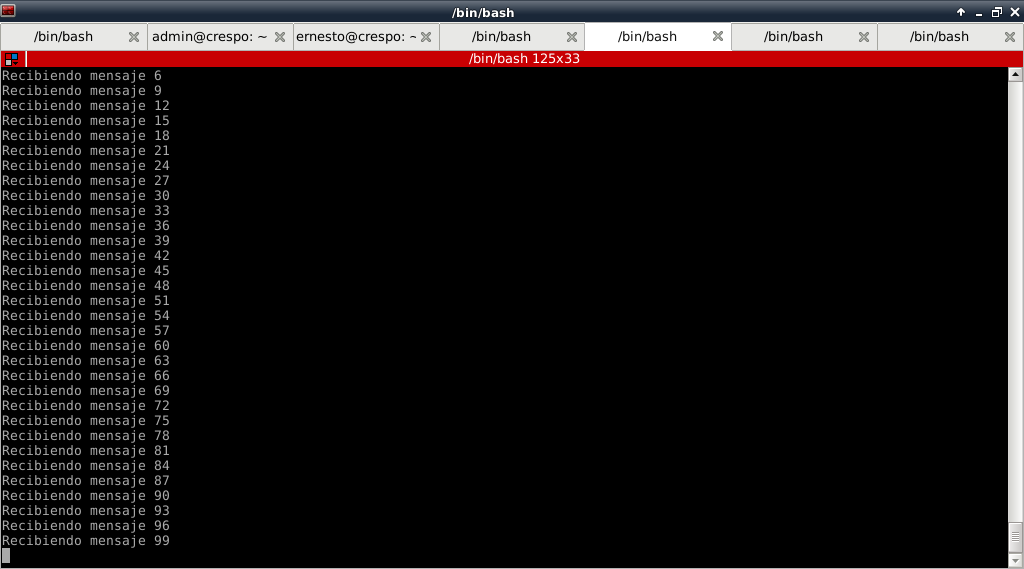 /bin/bash
/bin/bash admin@crespo: ~ ernesto@crespo: ~ /bin/bash /bin/bash /bin/bash /bin/bash
/bin/bash 125x33
Recibiendo mensaje 6
Recibiendo mensaje 9
Recibiendo mensaje 12
Recibiendo mensaje 15
Recibiendo mensaje 18
Recibiendo mensaje 21
Recibiendo mensaje 24
Recibiendo mensaje 27
Recibiendo mensaje 30
Recibiendo mensaje 33
Recibiendo mensaje 36
Recibiendo mensaje 39
Recibiendo mensaje 42
Recibiendo mensaje 45
Recibiendo mensaje 48
Recibiendo mensaje 51
Recibiendo mensaje 54
Recibiendo mensaje 57
Recibiendo mensaje 60
Recibiendo mensaje 63
Recibiendo mensaje 66
Recibiendo mensaje 69
Recibiendo mensaje 72
Recibiendo mensaje 75
Recibiendo mensaje 78
Recibiendo mensaje 81
Recibiendo mensaje 84
Recibiendo mensaje 87
Recibiendo mensaje 90
Recibiendo mensaje 93
Recibiendo mensaje 96
Recibiendo mensaje 99